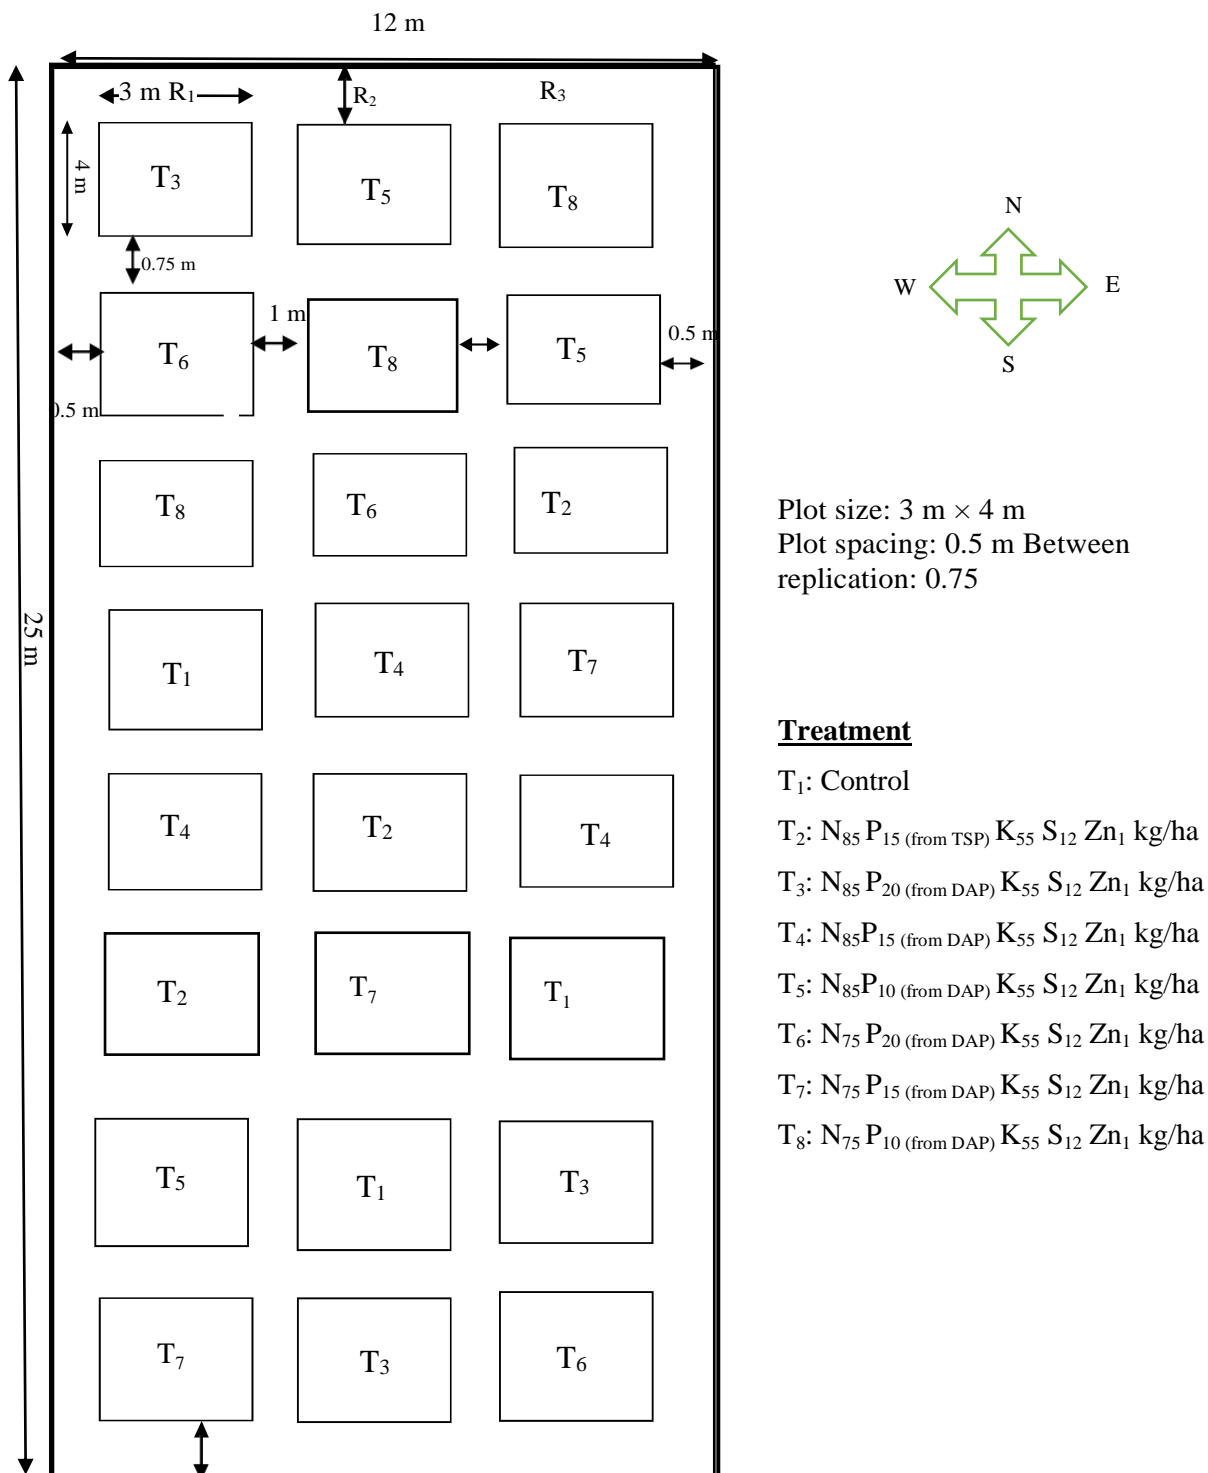 12 m
3 m R₁
R₂
R₃
4 m
T₃
T₅
T₈
0.75 m
N
W
E
S
1 m
0.5 m
T₆
T₈
T₅
0.5 m
T₈
T₆
T₂
Plot size: 3 m × 4 m
Plot spacing: 0.5 m Between
replication: 0.75
25 m
T₁
T₄
T₇
Treatment
T₁: Control
T₂: N₈₅ P₁₅ (from TSP) K₅₅ S₁₂ Zn₁ kg/ha
T₃: N₈₅ P₂₀ (from DAP) K₅₅ S₁₂ Zn₁ kg/ha
T₄: N₈₅P₁₅ (from DAP) K₅₅ S₁₂ Zn₁ kg/ha
T₅: N₈₅P₁₀ (from DAP) K₅₅ S₁₂ Zn₁ kg/ha
T₆: N₇₅ P₂₀ (from DAP) K₅₅ S₁₂ Zn₁ kg/ha
T₇: N₇₅ P₁₅ (from DAP) K₅₅ S₁₂ Zn₁ kg/ha
T₈: N₇₅ P₁₀ (from DAP) K₅₅ S₁₂ Zn₁ kg/ha
T₄
T₂
T₄
T₂
T₇
T₁
T₅
T₁
T₃
T₇
T₃
T₆